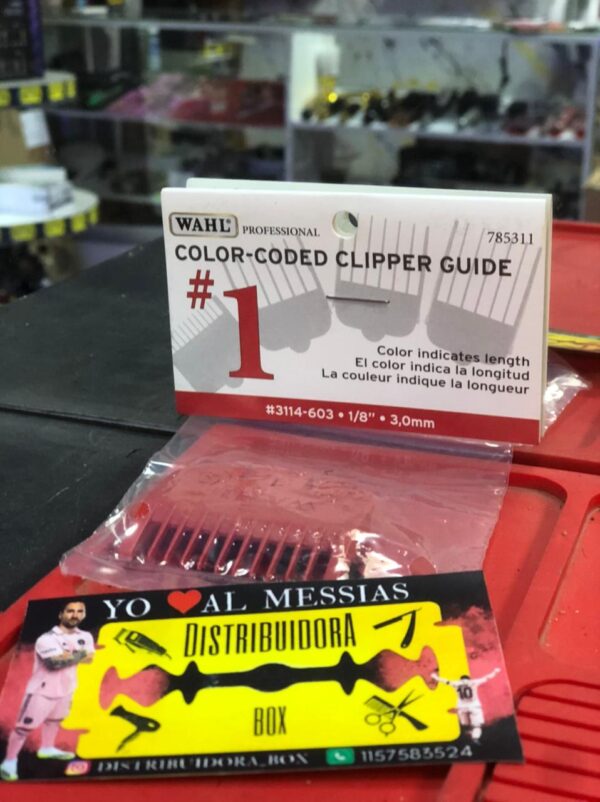 WAHL PROFESSIONAL
785311
COLOR-CODED CLIPPER GUIDE
#1
Color indicates length
El color indica la longitud
La couleur indique la longueur
#3114-603 • 1/8" • 3,0mm
YO ❤AL MESSIAS
DISTRIBUIDORA
BOX
10
DISTRIBUIDORA_BOX
1157583524